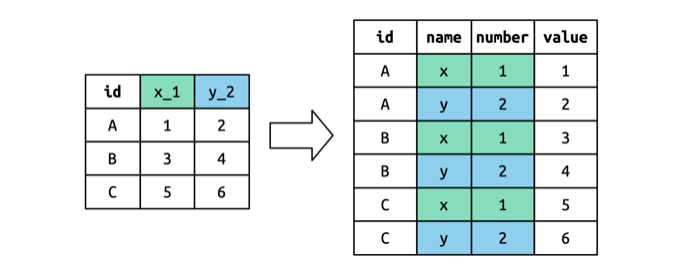 id x_1 y_2
A 1 2
B 3 4
C 5 6
id name number value
A x 1 1
A y 2 2
B x 1 3
B y 2 4
C x 1 5
C y 2 6